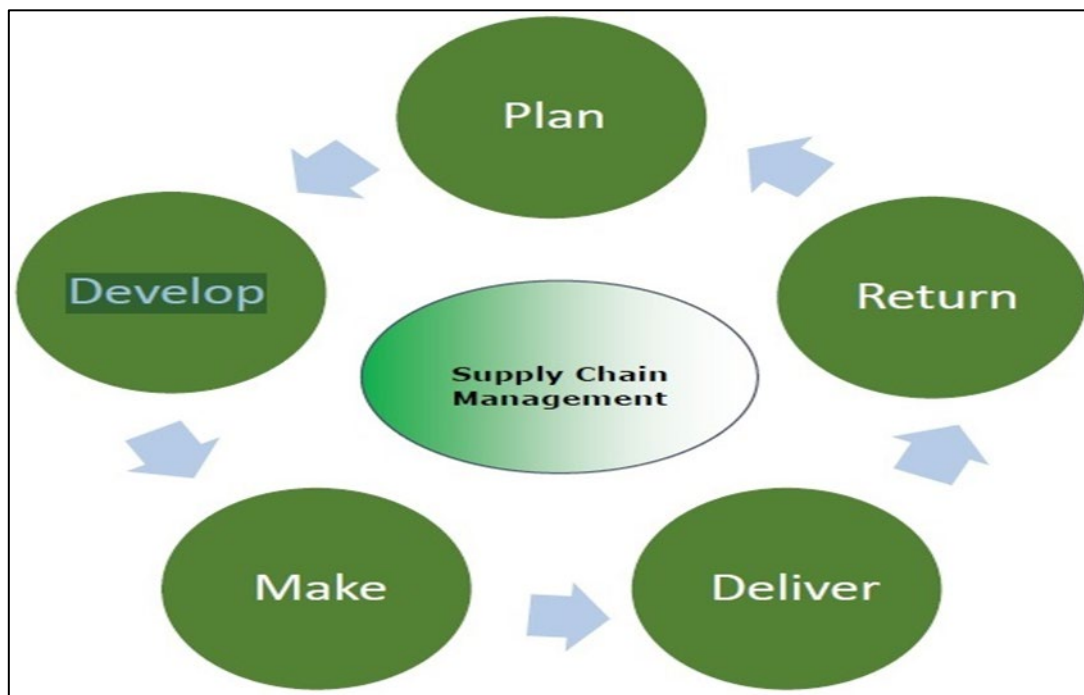 Plan
Develop
Return
Supply Chain
Management
Make
Deliver